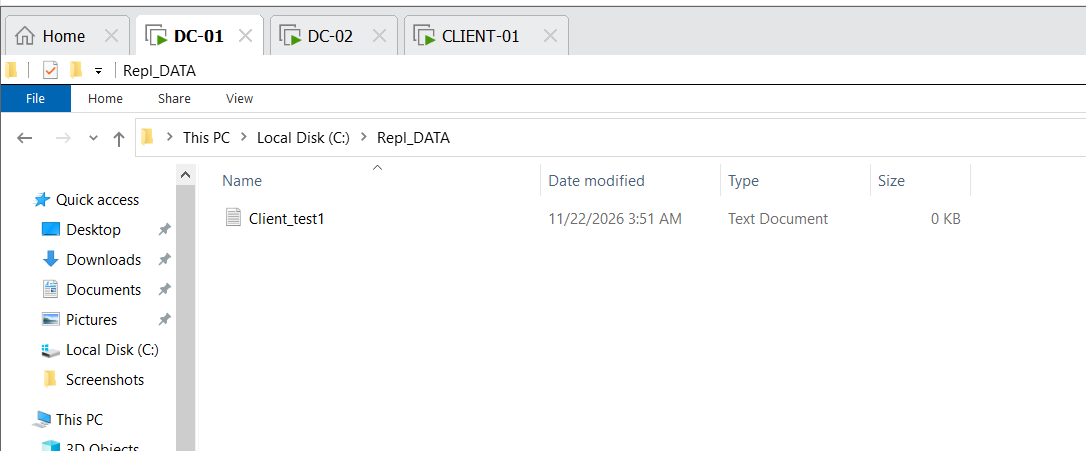 Home DC-01 DC-02 CLIENT-01
Repl_DATA
File Home Share View
This PC Local Disk (C:) Repl_DATA
Name Date modified Type Size
Quick access
Client_test1 11/22/2026 3:51 AM Text Document 0 KB
Desktop
Downloads
Documents
Pictures
Local Disk (C:)
Screenshots
This PC
3D Objects